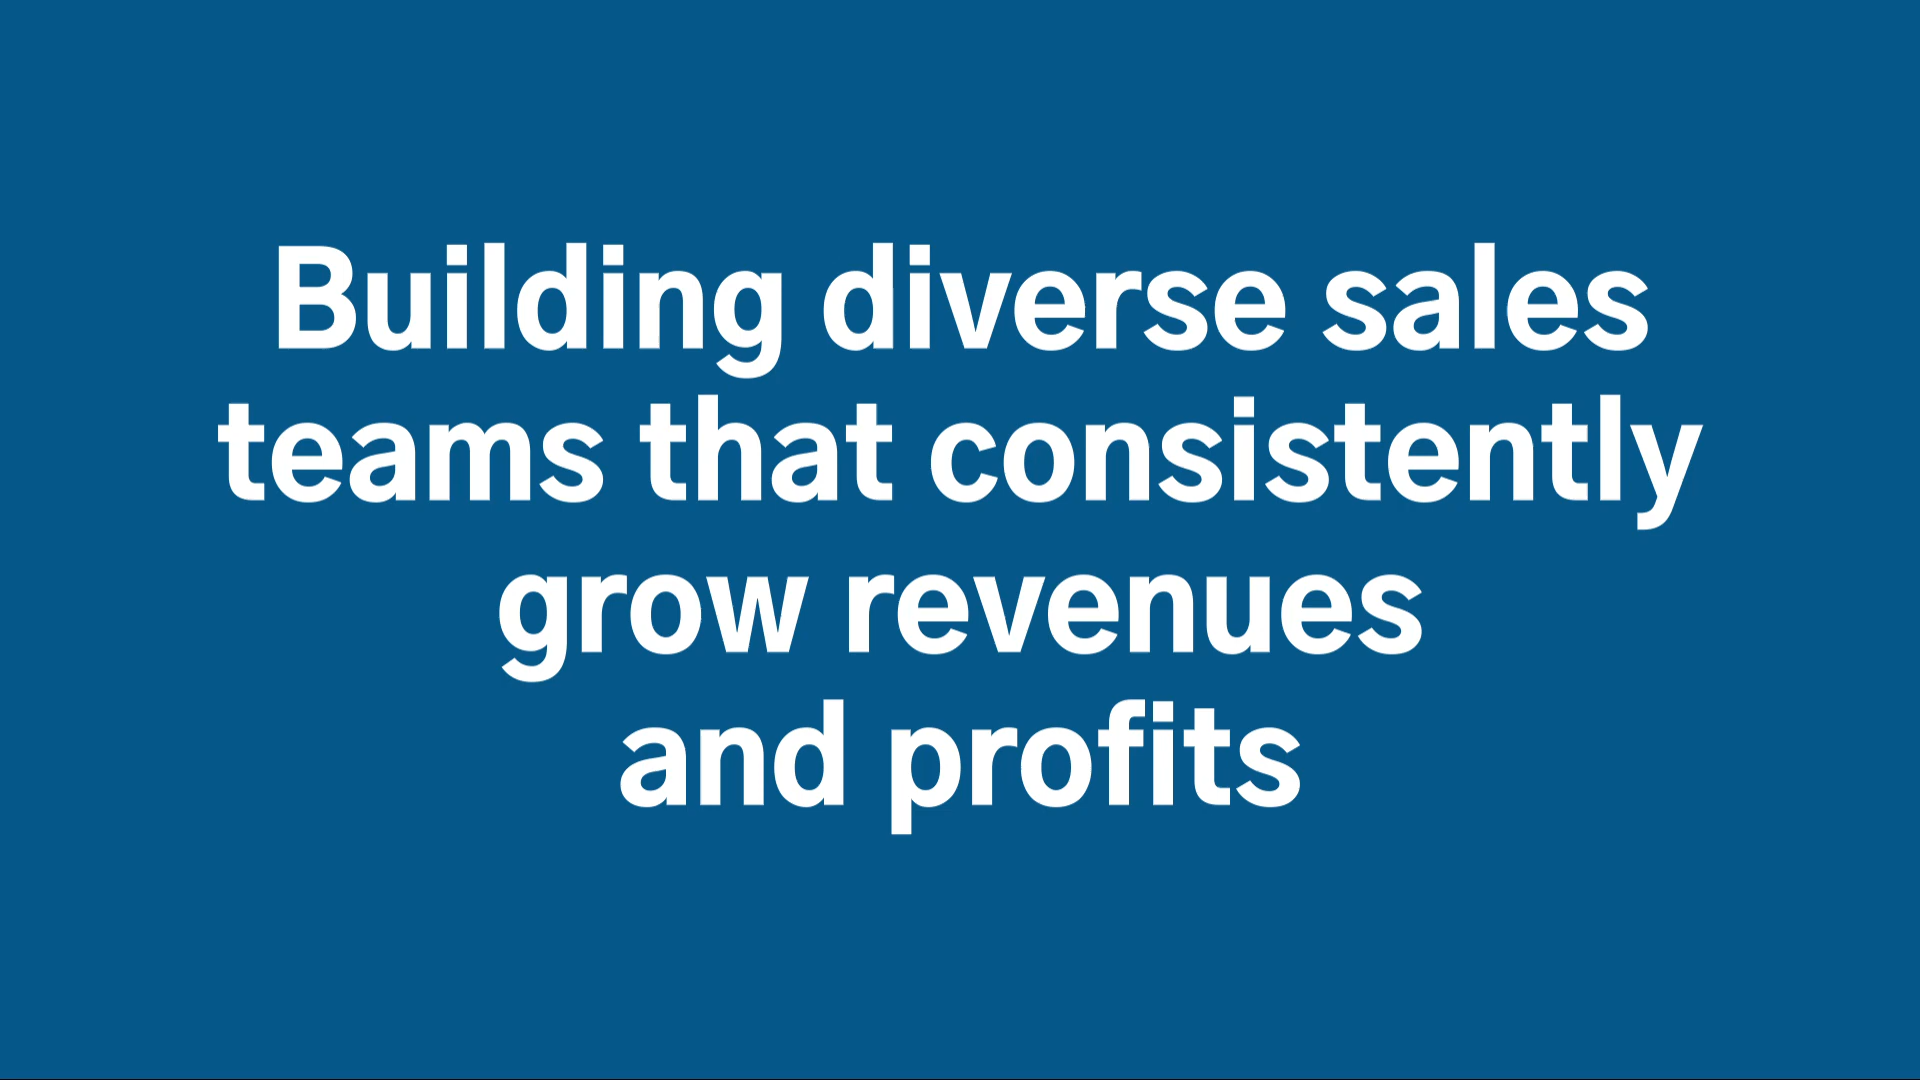 Building diverse sales
teams that consistently
grow revenues
and profits